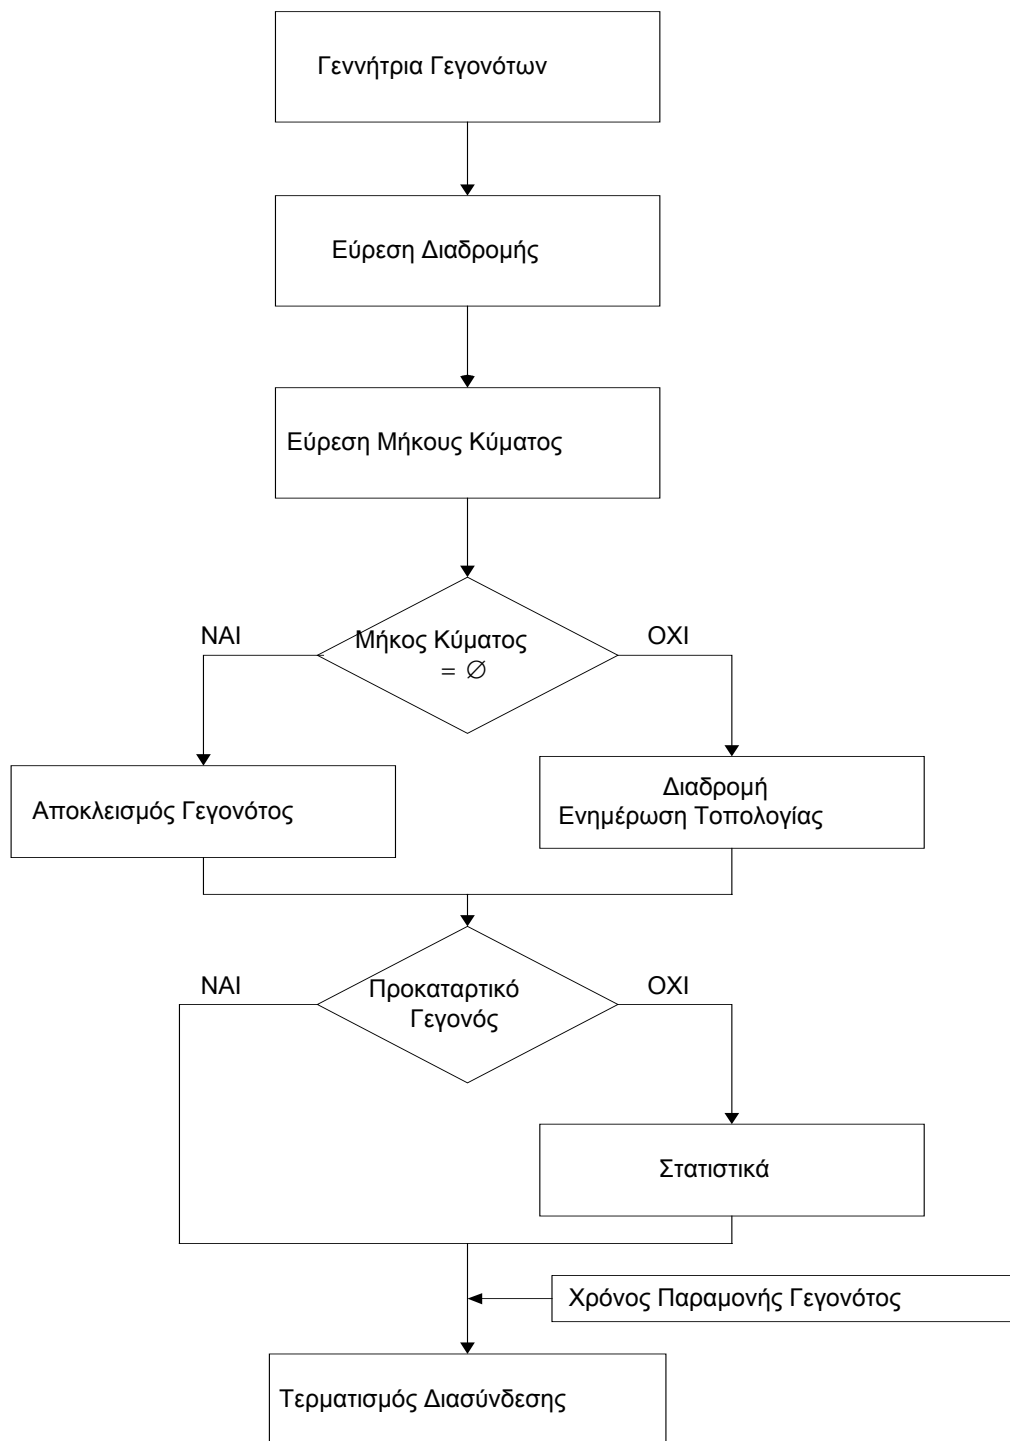 Γεννήτρια Γεγονότων
Εύρεση Διαδρομής
Εύρεση Μήκους Κύματος
ΝΑΙ
Μήκος Κύματος
= ∅
ΟΧΙ
Αποκλεισμός Γεγονότος
Διαδρομή
Ενημέρωση Τοπολογίας
ΝΑΙ
Προκαταρτικό
Γεγονός
ΟΧΙ
Στατιστικά
Χρόνος Παραμονής Γεγονότος
Τερματισμός Διασύνδεσης